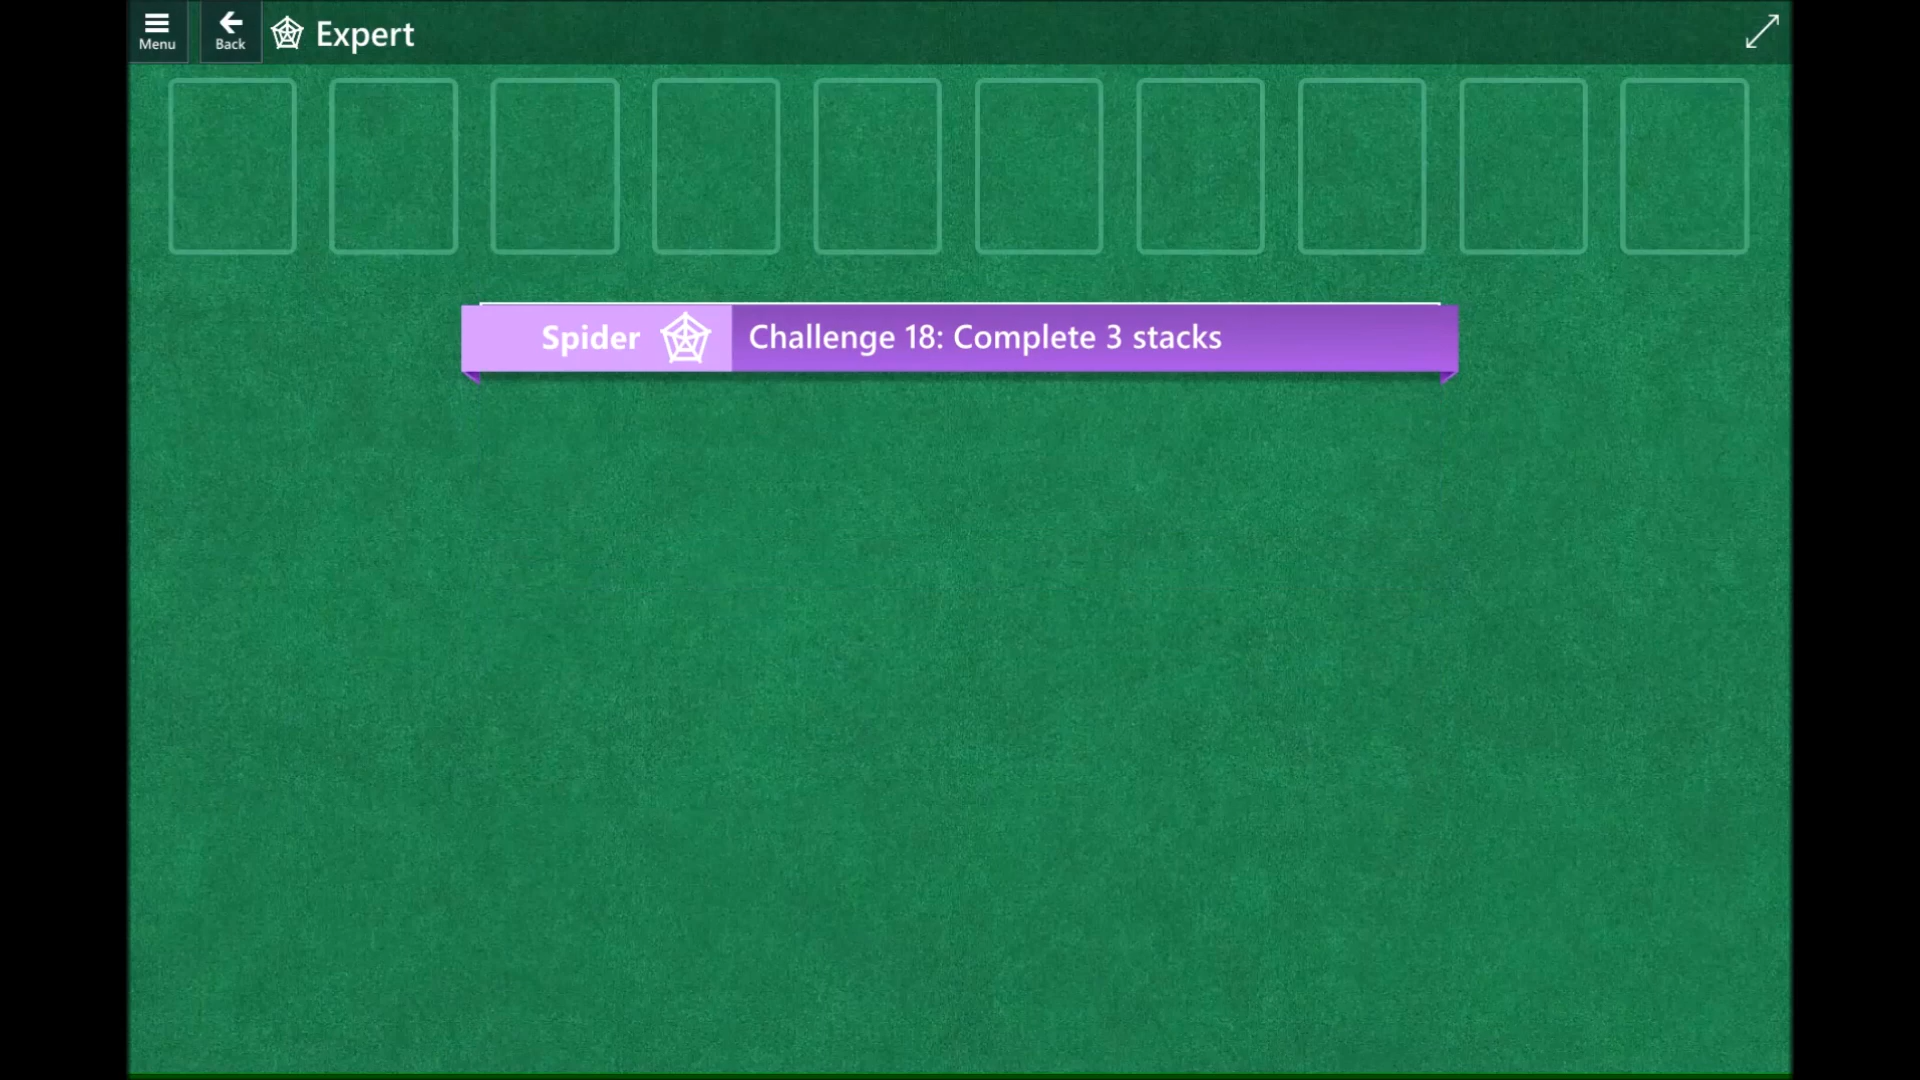 Menu
Back
Expert
Spider
Challenge 18: Complete 3 stacks